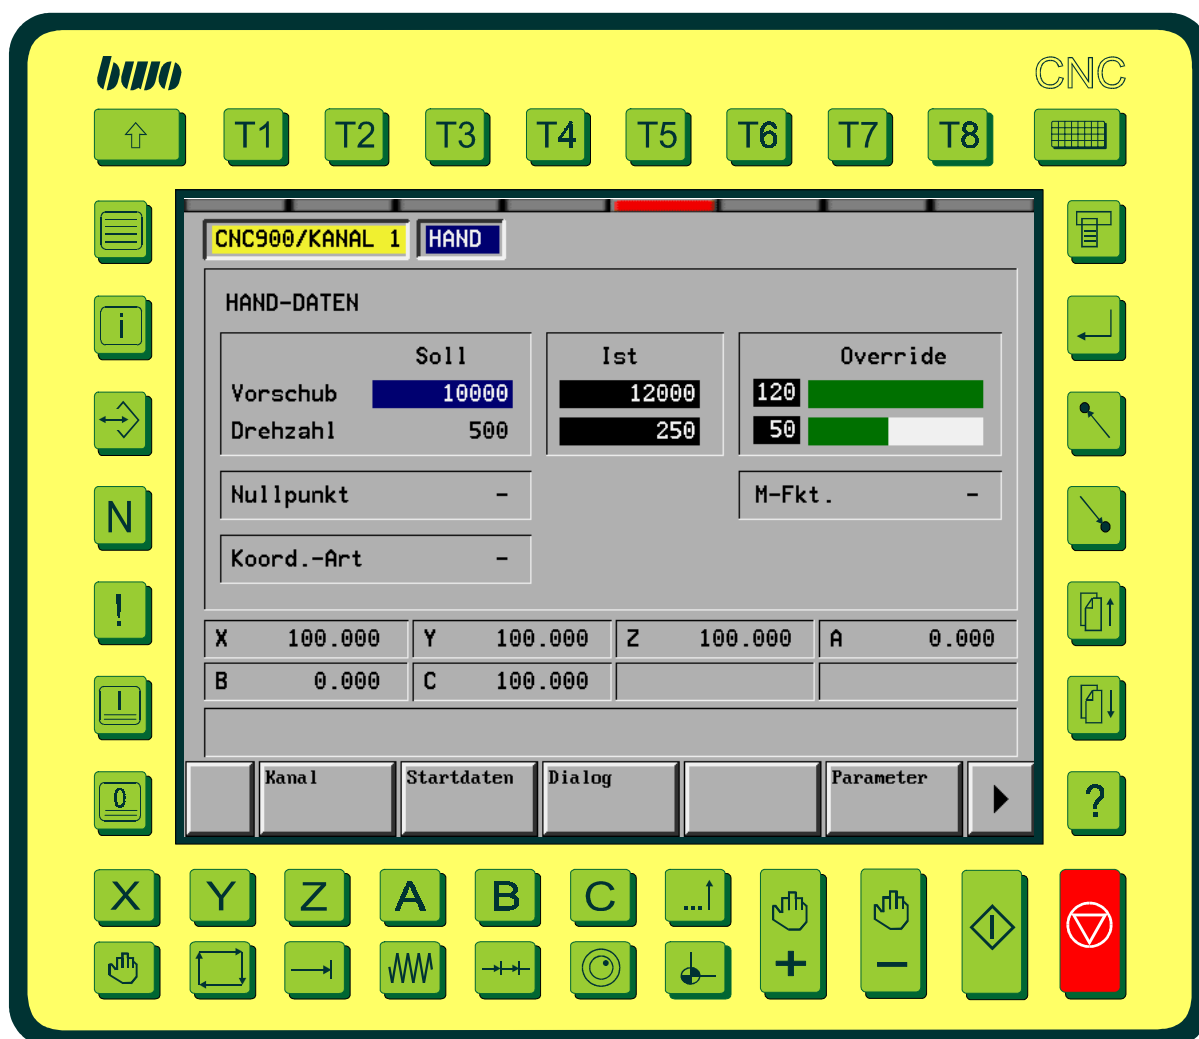 bwo CNC
T1 T2 T3 T4 T5 T6 T7 T8
CNC900/KANAL 1 HAND
i
HAND-DATEN
Soll Ist Override
Vorschub 10000 12000 120
Drehzahl 500 250 50
N
Nullpunkt - M-Fkt. -
Koord.-Art -
!
X 100.000 Y 100.000 Z 100.000 A 0.000
B 0.000 C 100.000
I
Kanal Startdaten Dialog Parameter
0 ?
X Y Z A B C ...
+ -